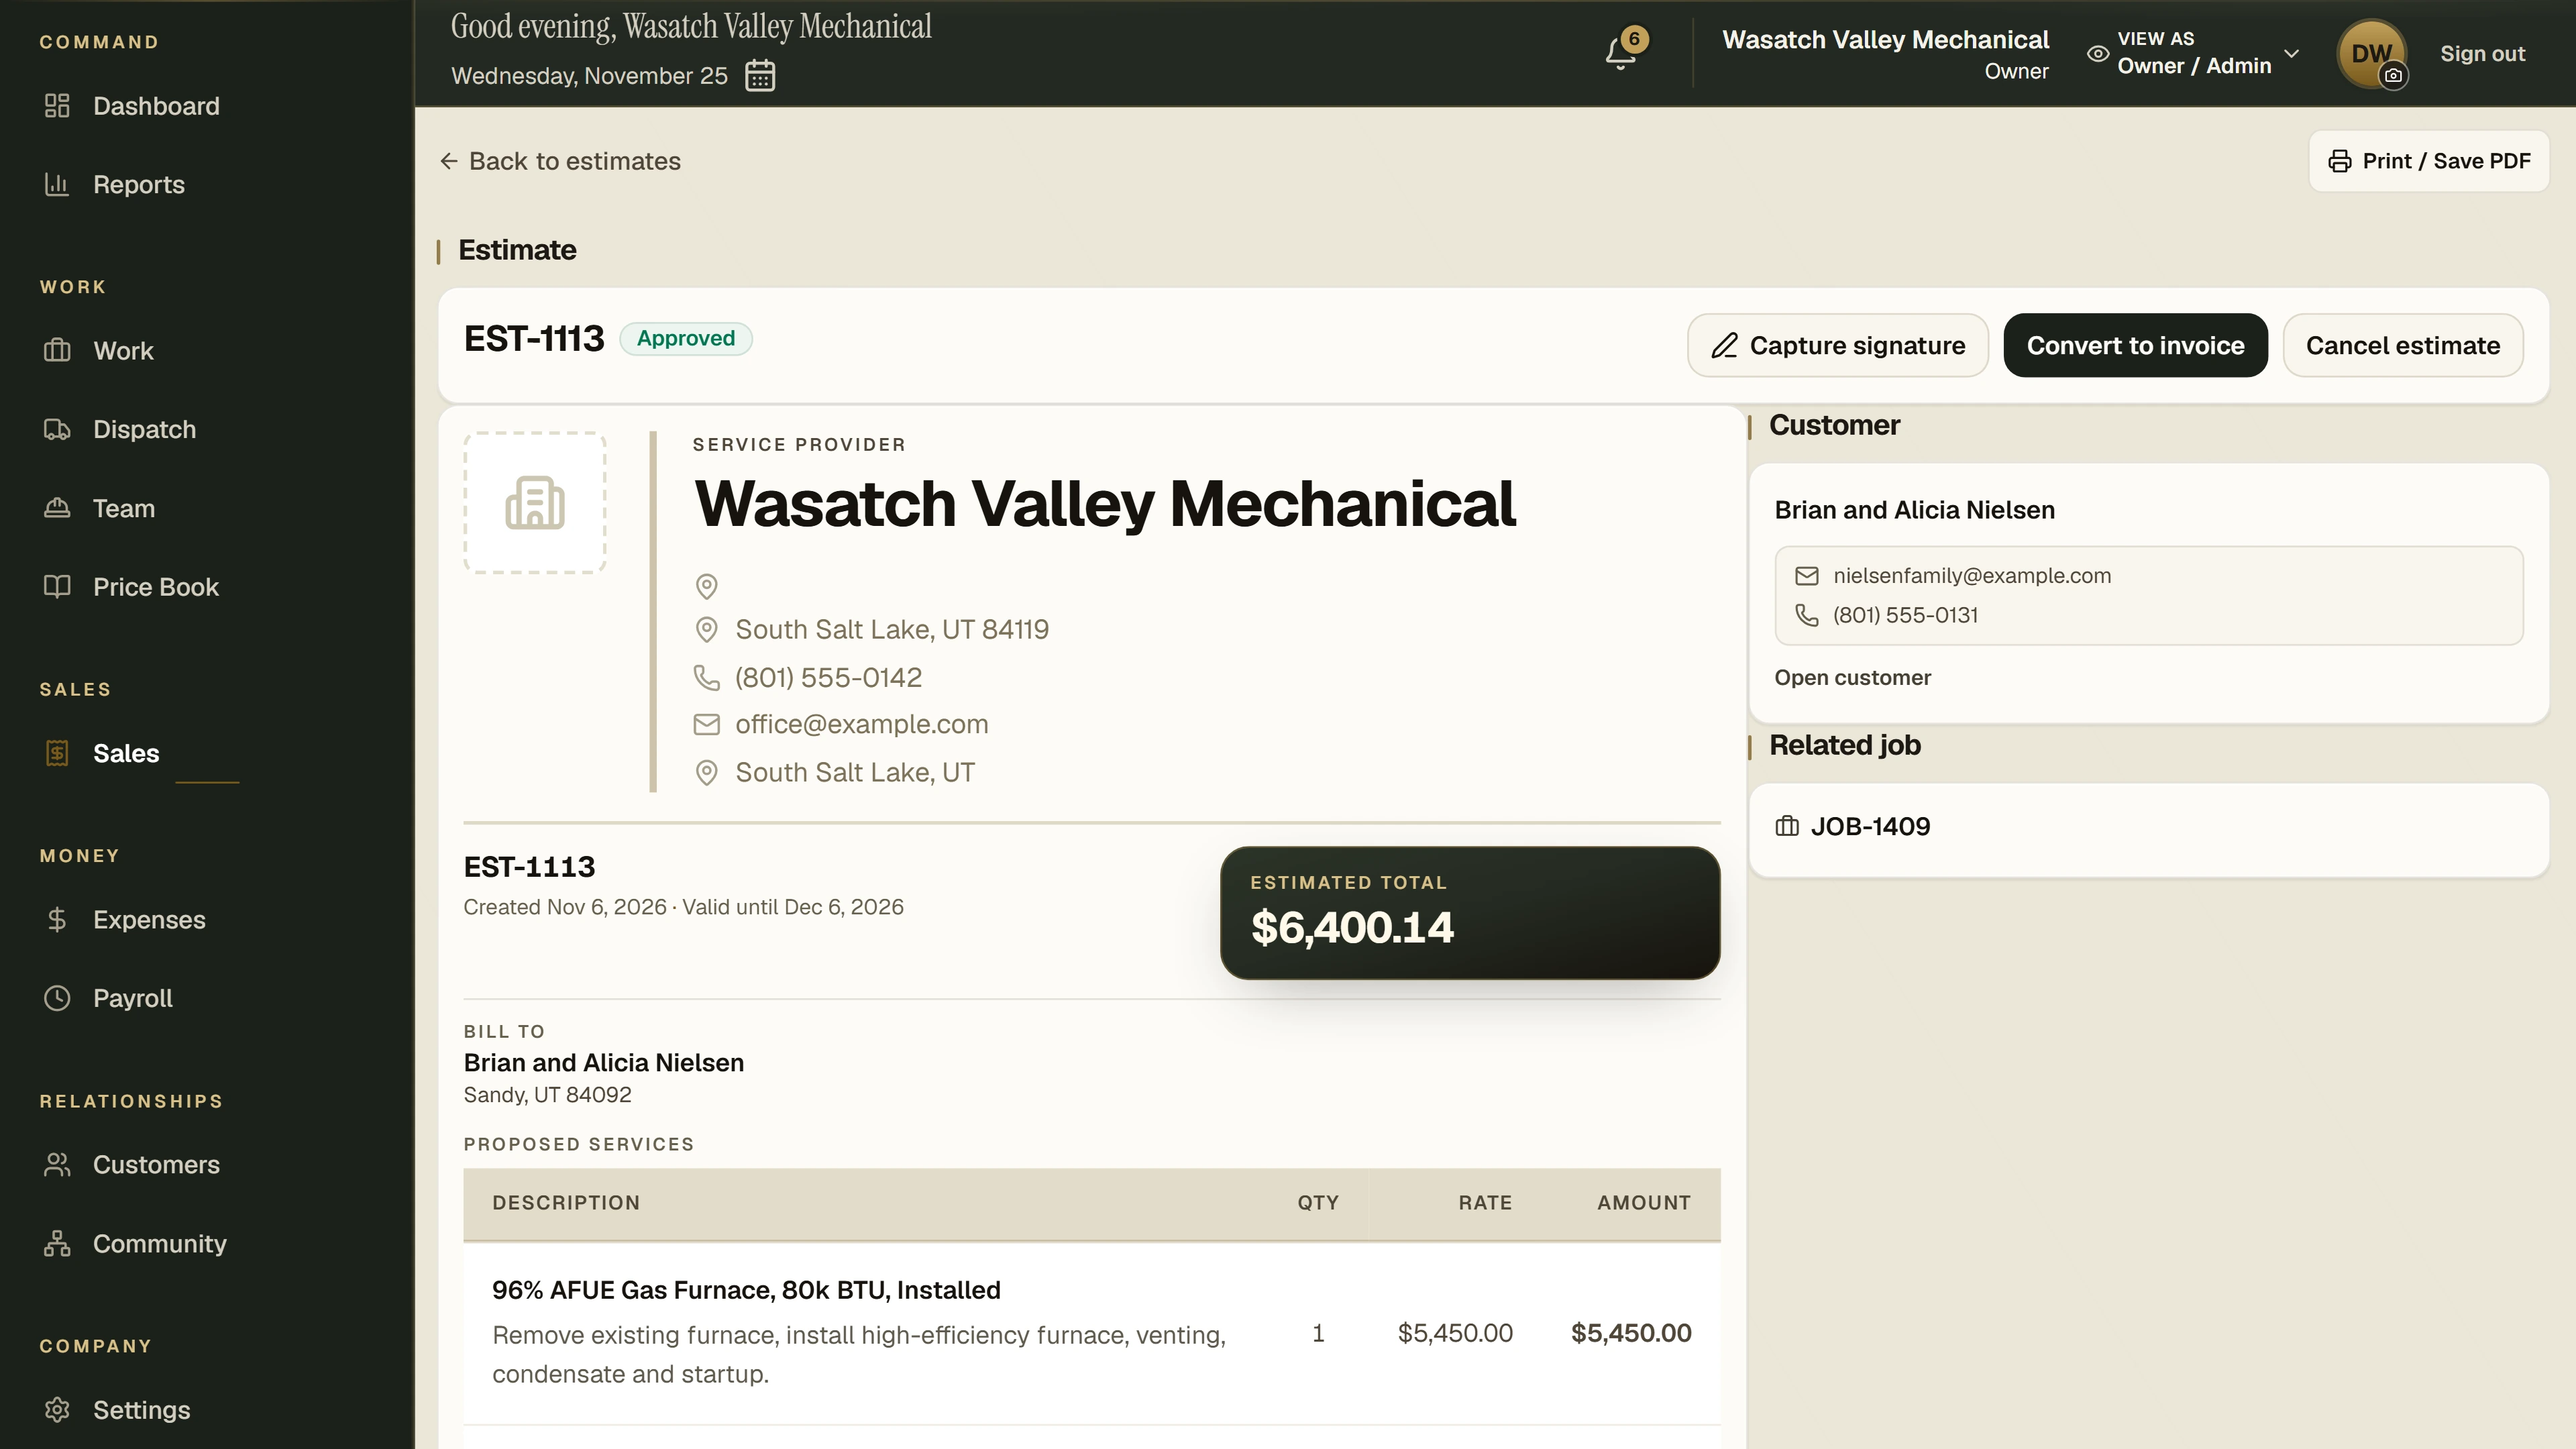 COMMAND
Dashboard
Reports
WORK
Work
Dispatch
Team
Price Book
SALES
Sales
MONEY
Expenses
Payroll
RELATIONSHIPS
Customers
Community
COMPANY
Settings
Good evening, Wasatch Valley Mechanical
Wednesday, November 25
6
Wasatch Valley Mechanical
Owner
VIEW AS
Owner / Admin
DW
Sign out
Back to estimates
Print / Save PDF
Estimate
EST-1113 Approved
Capture signature
Convert to invoice
Cancel estimate
SERVICE PROVIDER
Wasatch Valley Mechanical
South Salt Lake, UT 84119
(801) 555-0142
office@example.com
South Salt Lake, UT
EST-1113
Created Nov 6, 2026 · Valid until Dec 6, 2026
ESTIMATED TOTAL
$6,400.14
BILL TO
Brian and Alicia Nielsen
Sandy, UT 84092
PROPOSED SERVICES
DESCRIPTION QTY RATE AMOUNT
96% AFUE Gas Furnace, 80k BTU, Installed
Remove existing furnace, install high-efficiency furnace, venting,
condensate and startup.
1 $5,450.00 $5,450.00
Customer
Brian and Alicia Nielsen
nielsenfamily@example.com
(801) 555-0131
Open customer
Related job
JOB-1409